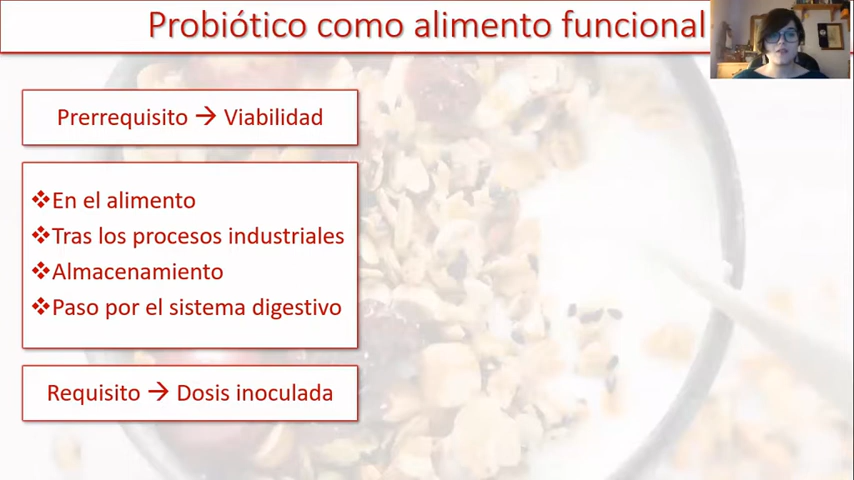 Probiótico como alimento funcional
Prerrequisito → Viabilidad
❖En el alimento
❖Tras los procesos industriales
❖Almacenamiento
❖Paso por el sistema digestivo
Requisito → Dosis inoculada